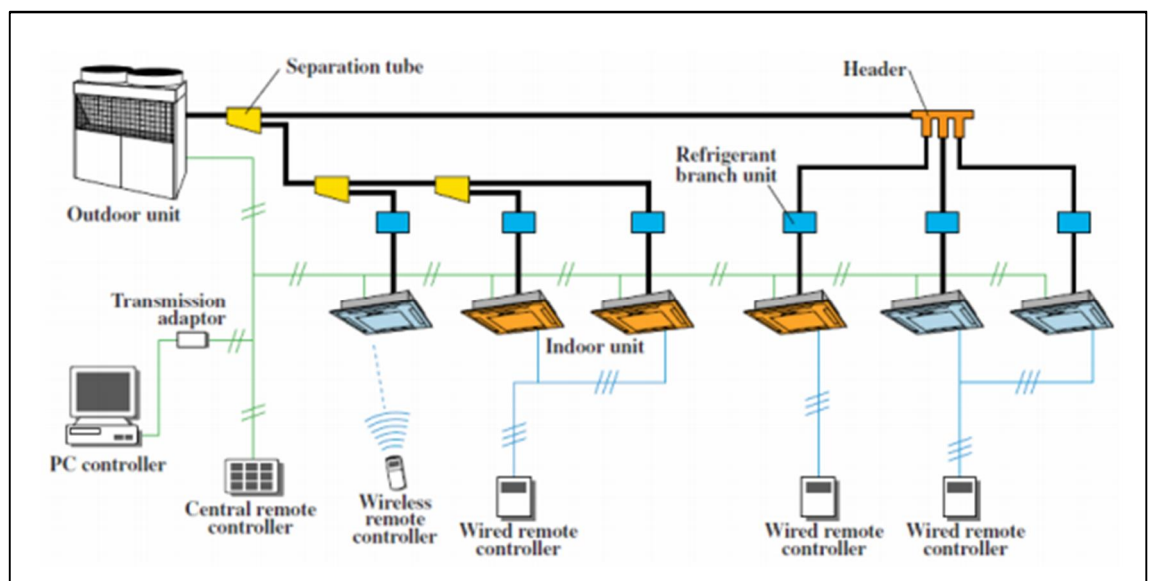 Separation tube
Header
Refrigerant
branch unit
Outdoor unit
Transmission
adaptor
Indoor unit
PC controller
Central remote
controller
Wireless
remote
controller
Wired remote
controller
Wired remote
controller
Wired remote
controller